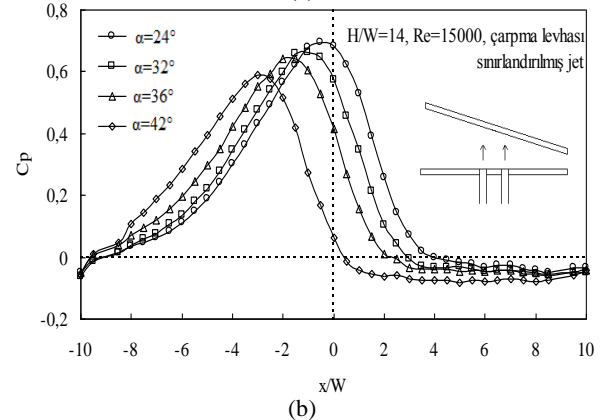 0,8
0,6
0,4
0,2
0
-0,2
Cp
α=24°
α=32°
α=36°
α=42°
H/W=14, Re=15000, çarpma levhası
sınırlandırılmış jet
-10 -8 -6 -4 -2 0 2 4 6 8 10
x/W
(b)